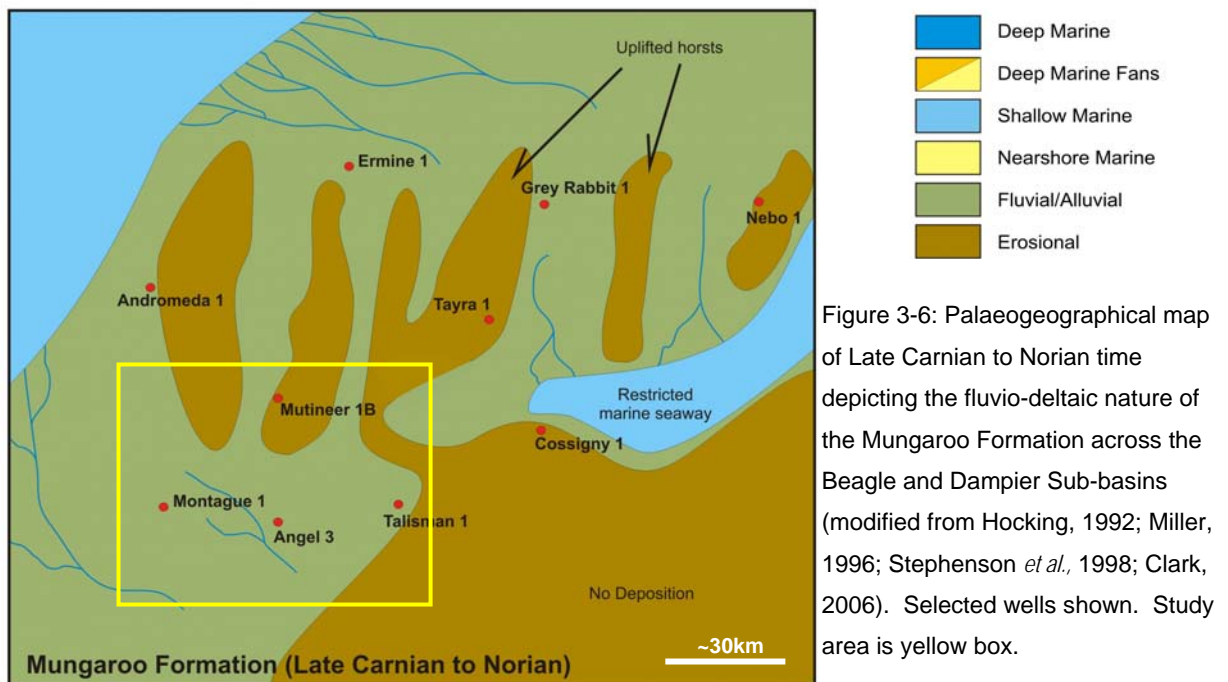 Uplifted horsts
Ermine 1
Grey Rabbit 1
Nebo 1
Andromeda 1
Tayra 1
Mutineer 1B
Restricted
marine seaway
Cossigny 1
Montague 1
Angel 3
Talisman 1
No Deposition
Mungaroo Formation (Late Carnian to Norian)
~30km
Deep Marine
Deep Marine Fans
Shallow Marine
Nearshore Marine
Fluvial/Alluvial
Erosional
Figure 3-6: Palaeogeographical map
of Late Carnian to Norian time
depicting the fluvio-deltaic nature of
the Mungaroo Formation across the
Beagle and Dampier Sub-basins
(modified from Hocking, 1992; Miller,
1996; Stephenson et al., 1998; Clark,
2006).  Selected wells shown.  Study
area is yellow box.